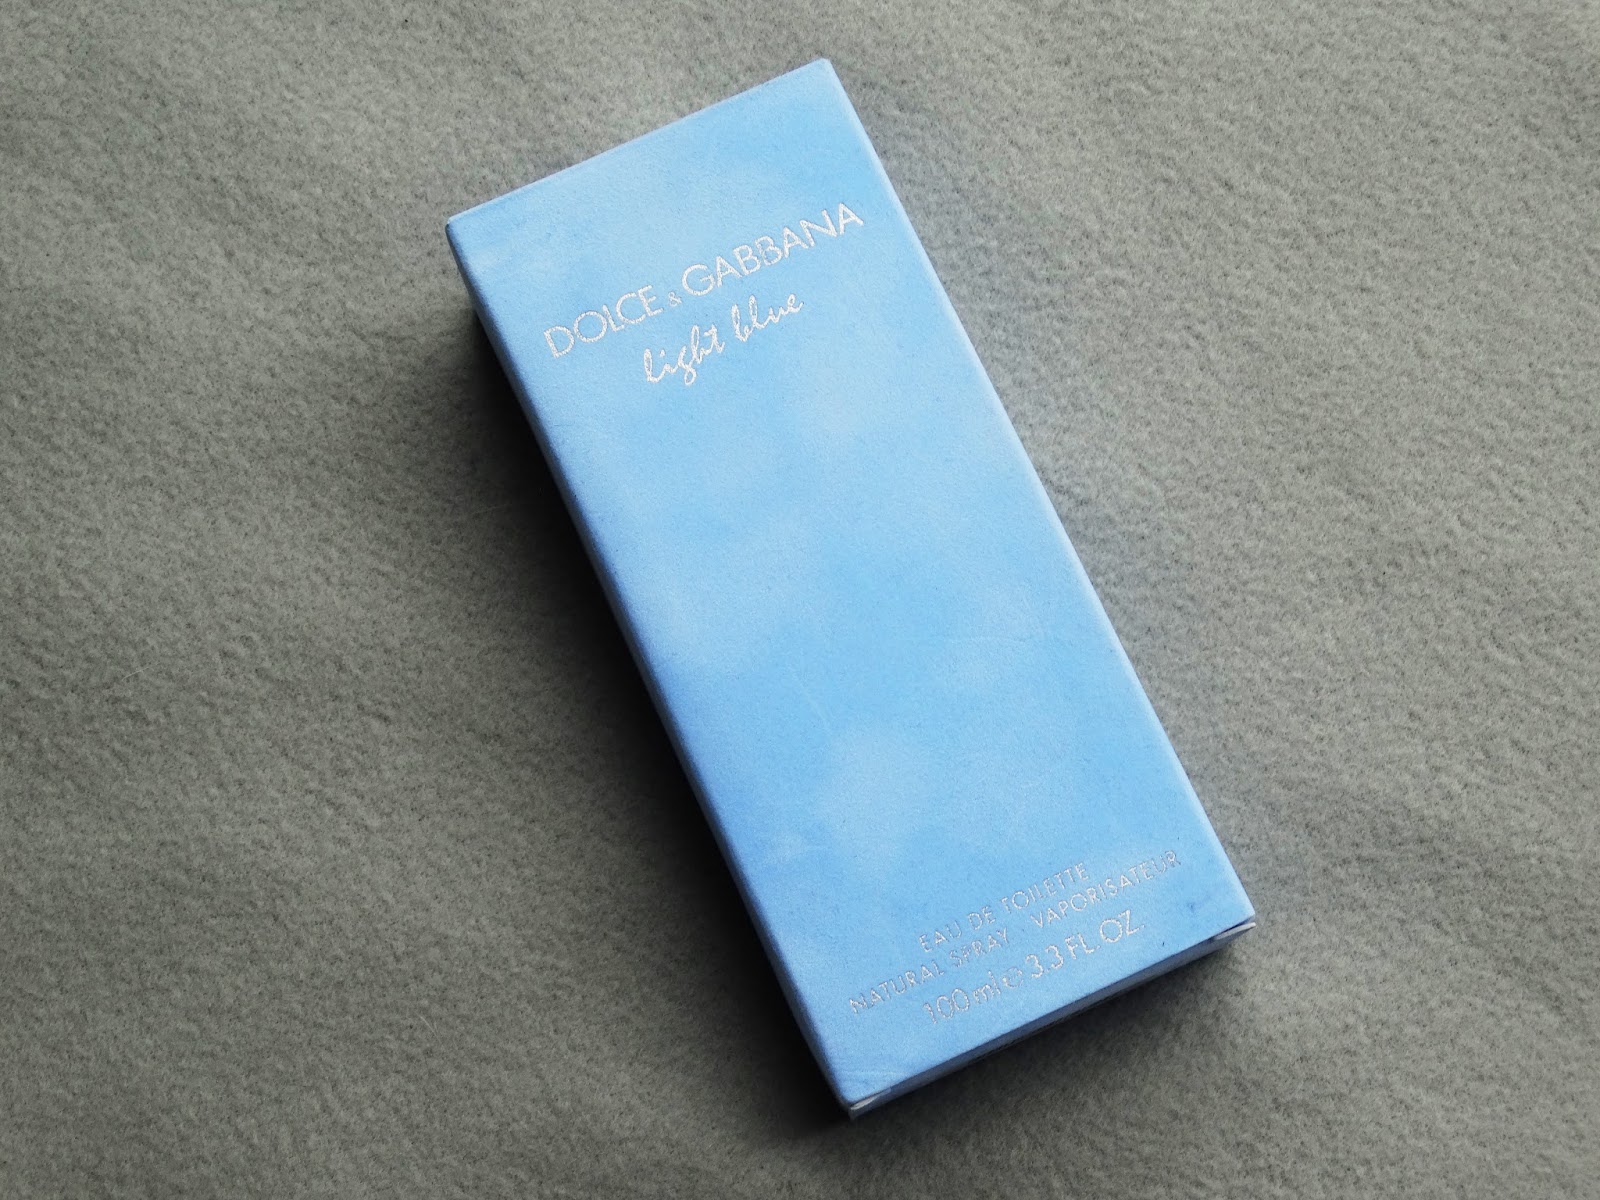 DOLCE & GABBANA
light blue
EAU DE TOILETTE
NATURAL SPRAY · VAPORISATEUR
100 ml ℮ 3.3 FL. OZ.